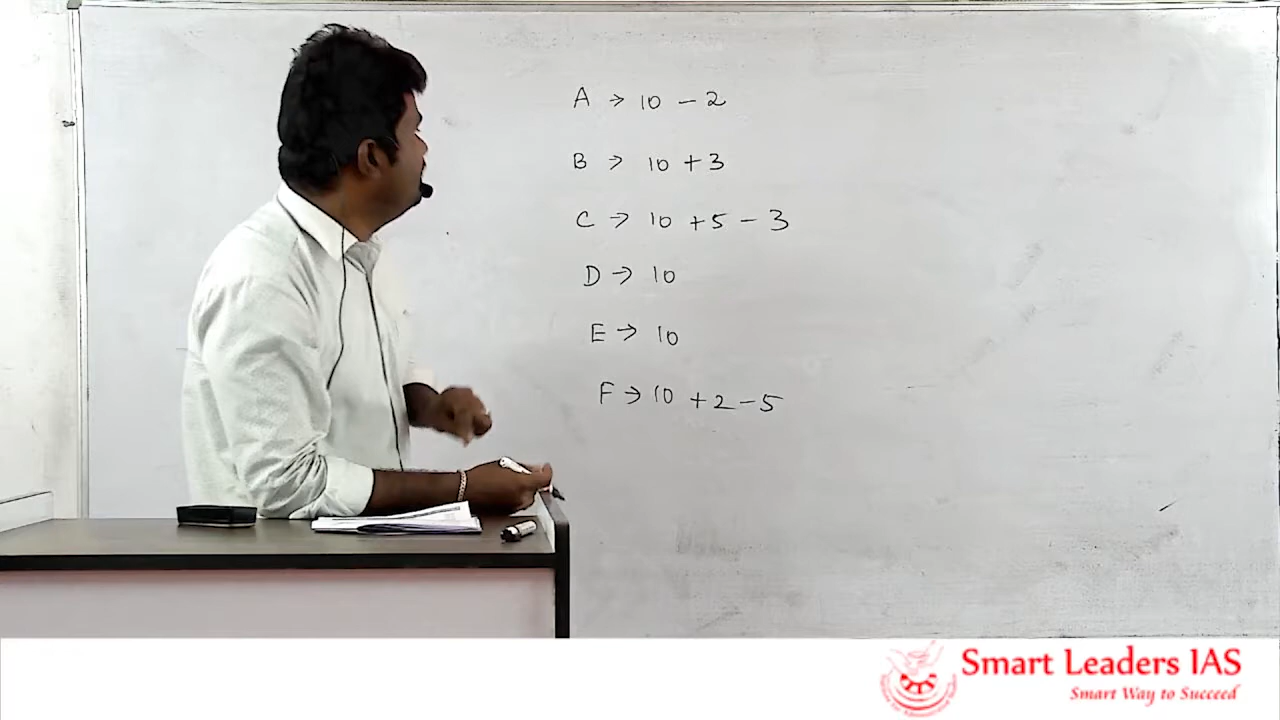 A → 10 - 2
B → 10 + 3
C → 10 + 5 - 3
D → 10
E → 10
F → 10 + 2 - 5
Smart Leaders IAS
Smart Way to Succeed